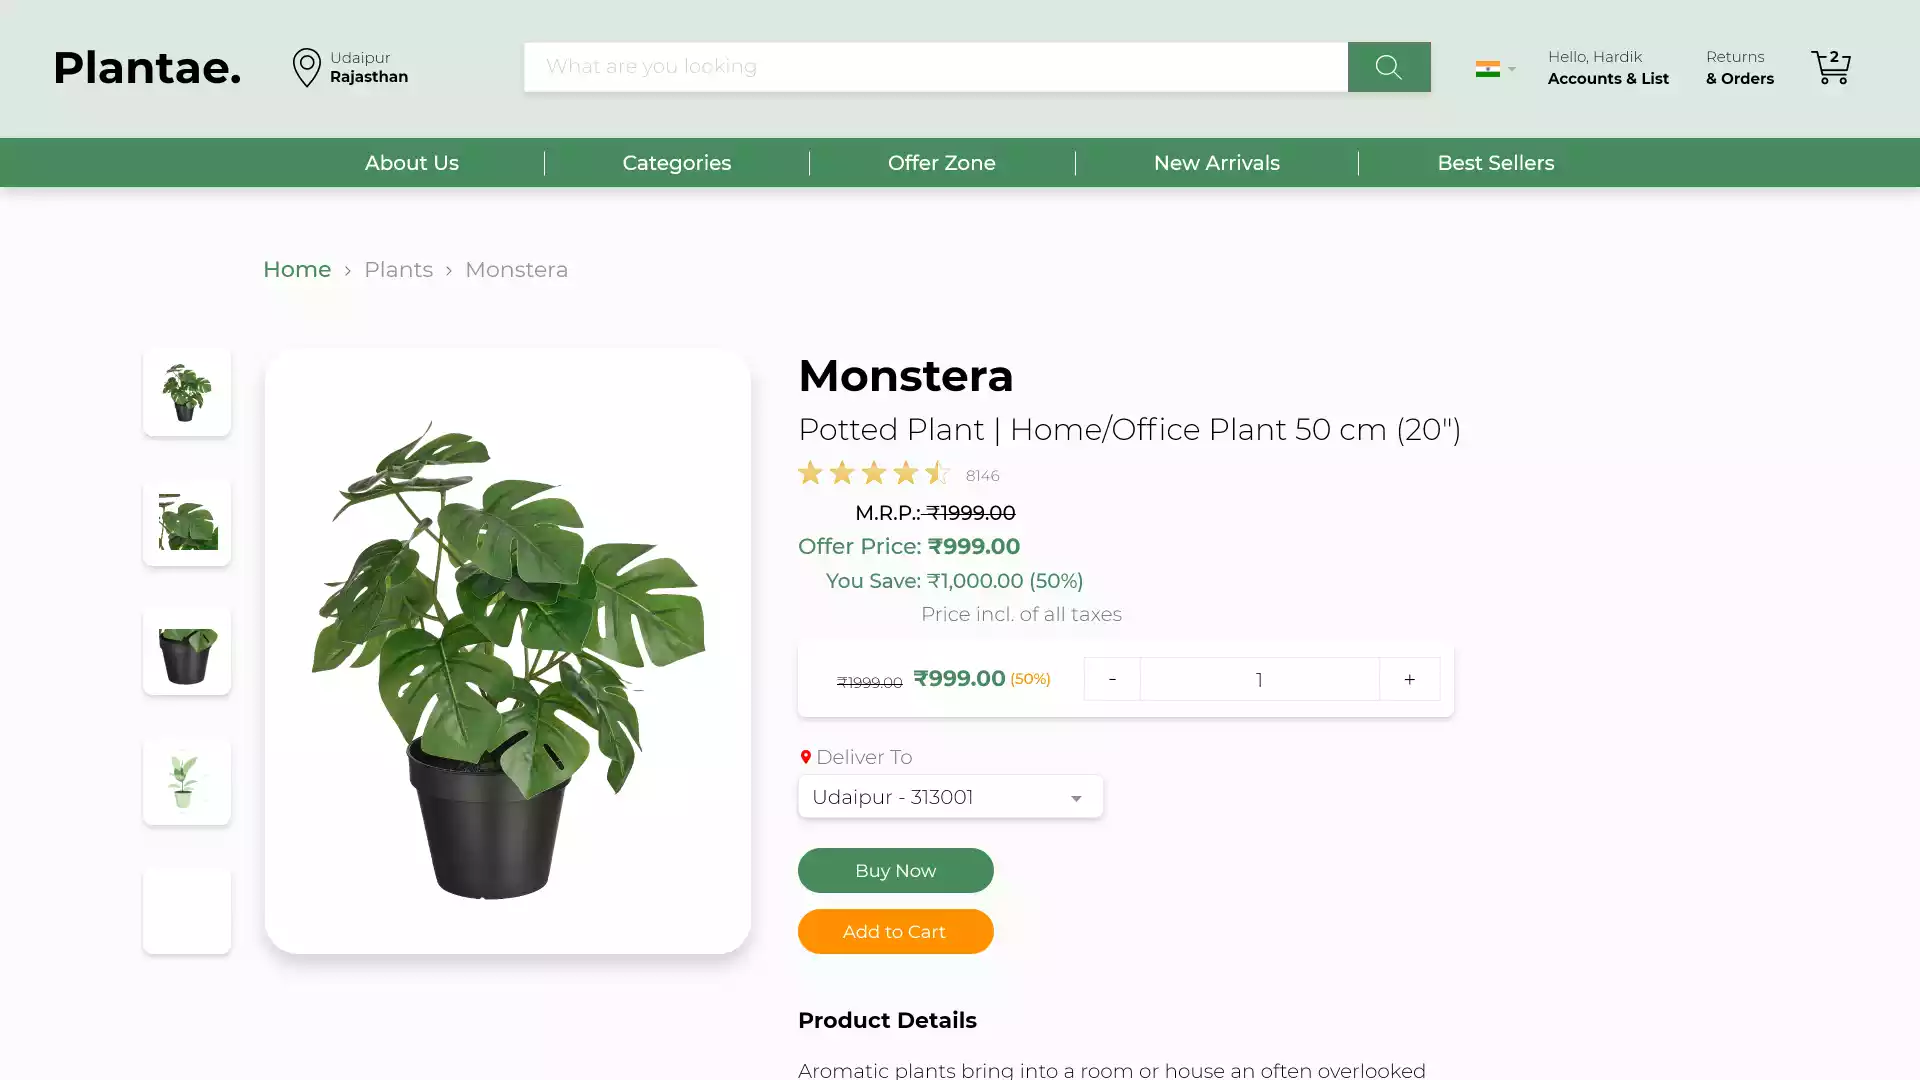 Plantae.
Udaipur
Rajasthan
What are you looking
Hello, Hardik
Accounts & List
Returns
& Orders
2
About Us
Categories
Offer Zone
New Arrivals
Best Sellers
Home › Plants › Monstera
Monstera
Potted Plant | Home/Office Plant 50 cm (20")
8146
M.R.P.: ₹1999.00
Offer Price: ₹999.00
You Save: ₹1,000.00 (50%)
Price incl. of all taxes
₹1999.00 ₹999.00 (50%)
- 1 +
Deliver To
Udaipur - 313001
Buy Now
Add to Cart
Product Details
Aromatic plants bring into a room or house an often overlooked